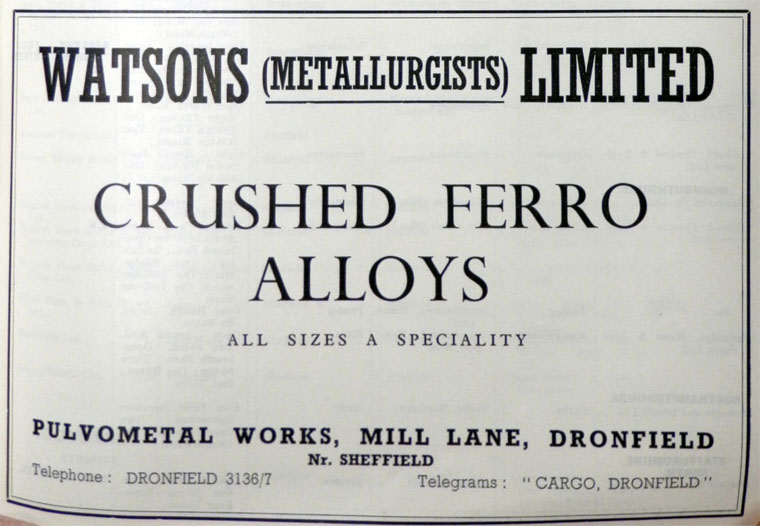 WATSONS (METALLURGISTS) LIMITED
CRUSHED FERRO
ALLOYS
ALL SIZES A SPECIALITY
PULVOMETAL WORKS, MILL LANE, DRONFIELD
Nr. SHEFFIELD
Telephone : DRONFIELD 3136/7 Telegrams : "CARGO, DRONFIELD"